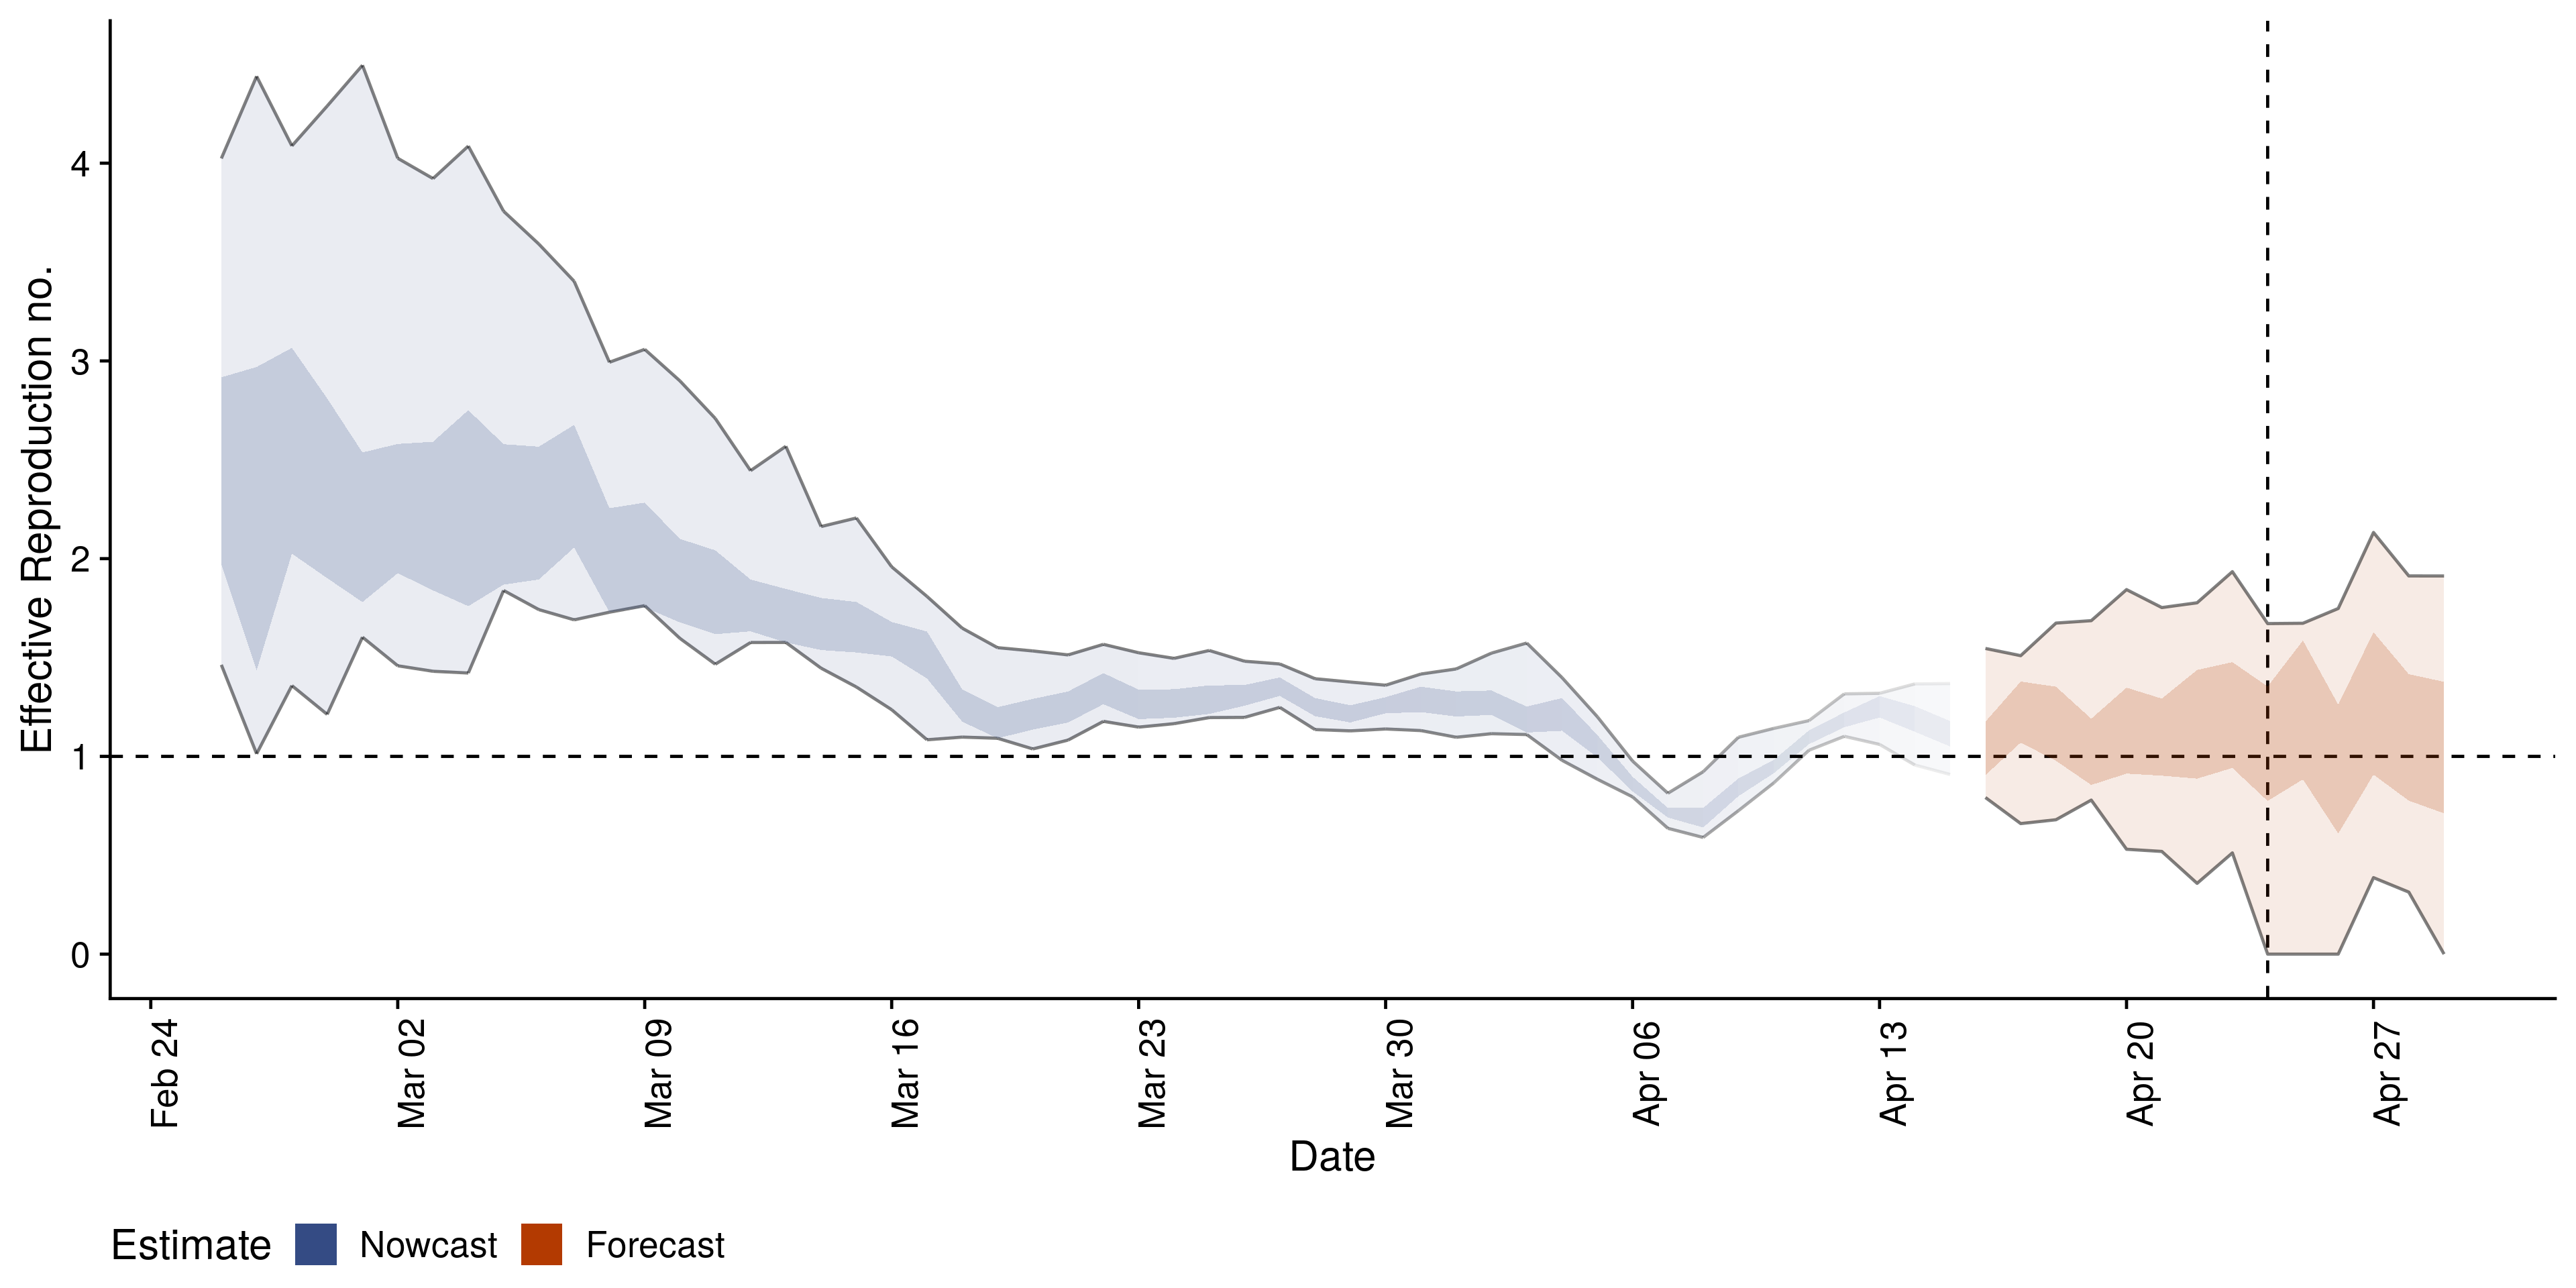 Effective Reproduction no.
4
3
2
1
0
Feb 24
Mar 02
Mar 09
Mar 16
Mar 23
Mar 30
Apr 06
Apr 13
Apr 20
Apr 27
Date
Estimate Nowcast Forecast